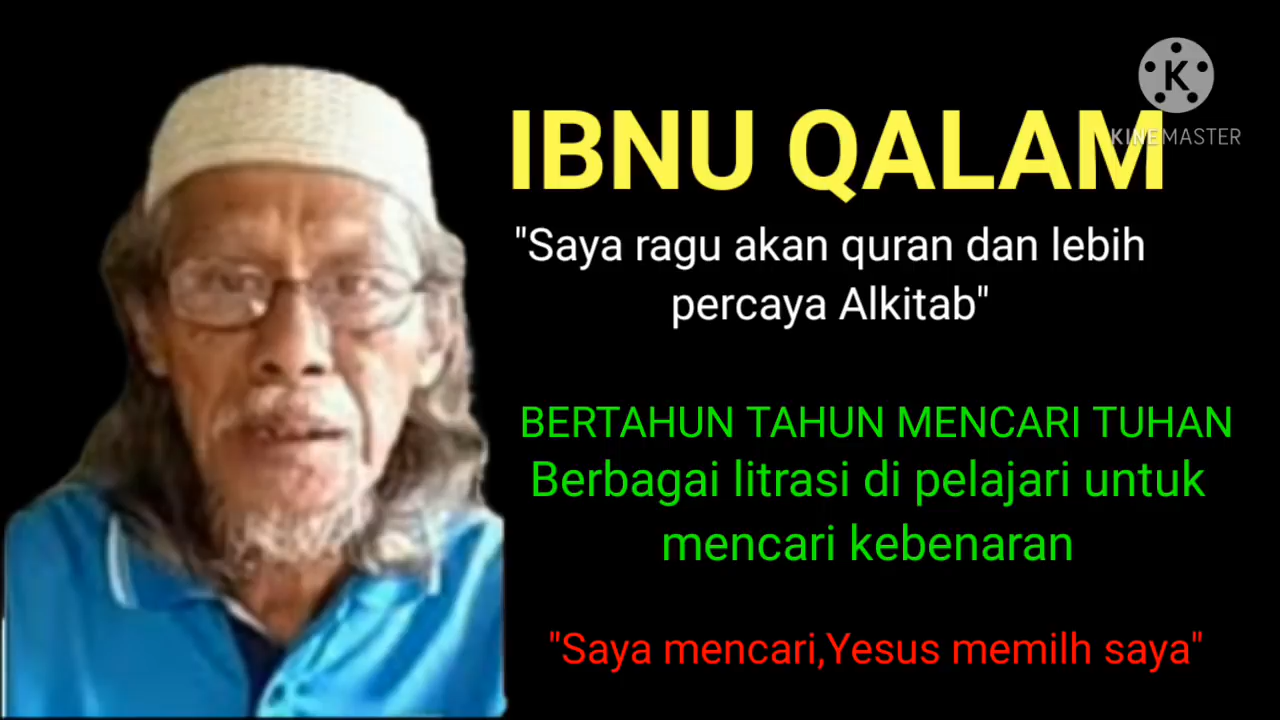 K
KINEMASTER
IBNU QALAM
"Saya ragu akan quran dan lebih
percaya Alkitab"
BERTAHUN TAHUN MENCARI TUHAN
Berbagai litrasi di pelajari untuk
mencari kebenaran
"Saya mencari,Yesus memilh saya"